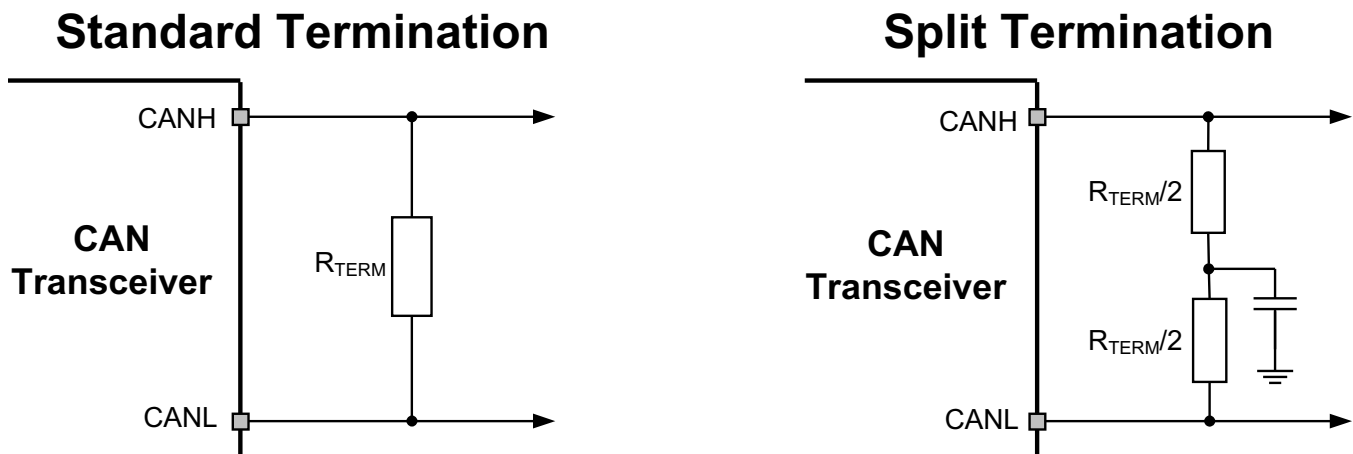 Standard Termination
CANH
CAN
Transceiver
RTERM
CANL
Split Termination
CANH
RTERM/2
CAN
Transceiver
RTERM/2
CANL